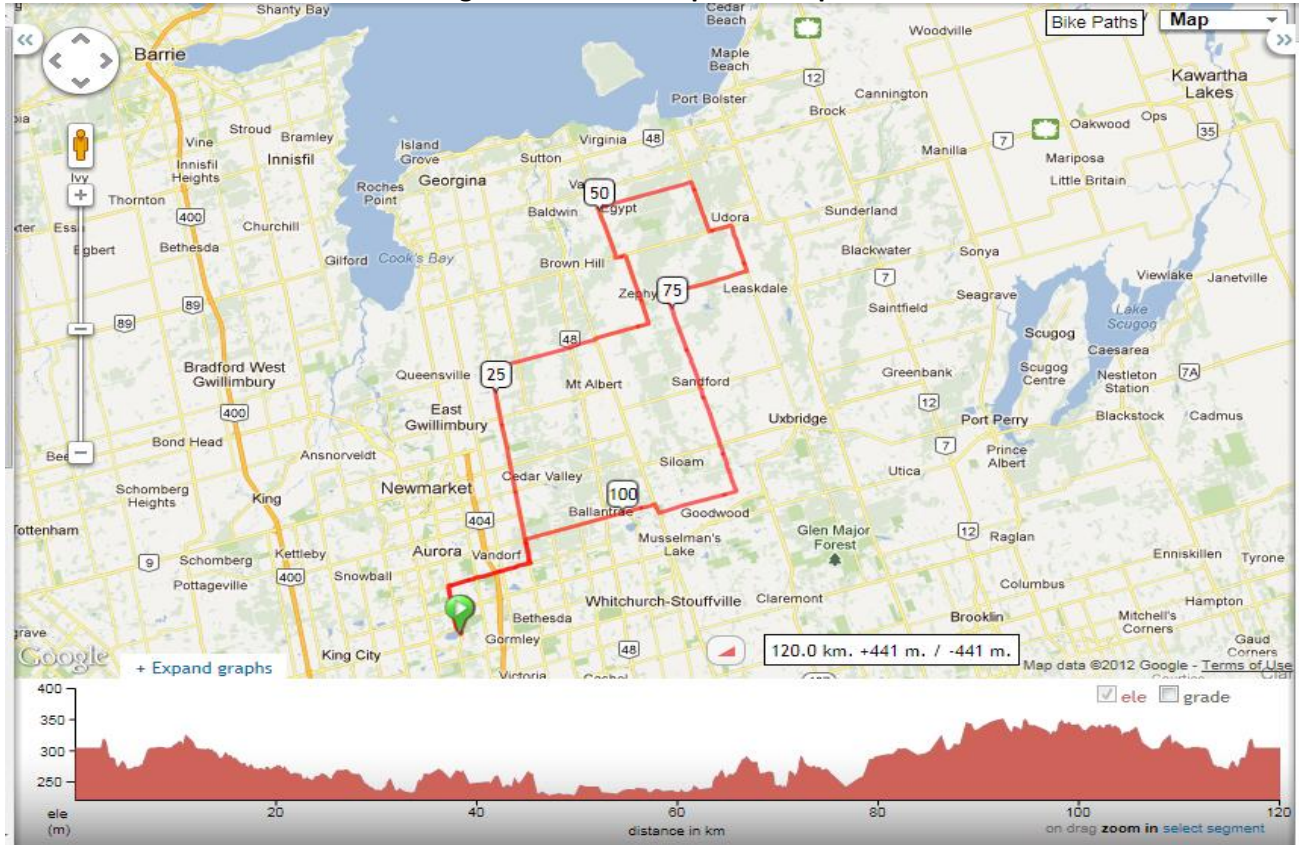 Shanty Bay
Cedar
Beach
Woodville
Bike Paths
Map
Barrie
Maple
Beach
12
Kawartha
Lakes
Port Bolster
Cannington
Brock
Stroud
Bramley
Vine
Island
Grove
Virginia
48
Oakwood
Ops
35
Innisfil
Heights
Innisfil
Sutton
Manilla
7
Mariposa
Ivy
Roches
Point
Georgina
50
Egypt
Little Britain
Thornton
400
Churchill
Baldwin
Udora
Sunderland
Egbert
Bethesda
Gilford
Cook's Bay
Brown Hill
Blackwater
Sonya
7
Viewlake
Janetville
89
75
Leaskdale
Saintfield
Seagrave
Lake
Scugog
89
48
Scugog
Caesarea
Bradford West
Gwillimbury
Queensville
25
Mt Albert
Sandford
Greenbank
Scugog
Centre
Nestleton
Station
7A
400
East
Gwillimbury
12
Uxbridge
Port Perry
Blackstock
Cadmus
Bond Head
Ansnorveldt
7
Prince
Albert
Siloam
Utica
Cedar Valley
Schomberg
Heights
King
Newmarket
100
Ballantrae
Goodwood
404
Tottenham
Musselman's
Lake
Glen Major
Forest
12
Raglan
9
Schomberg
Kettleby
Aurora
Vandorf
Enniskillen
Tyrone
Pottageville
400
Snowball
Columbus
Whitchurch-Stouffville
Claremont
Hampton
Bethesda
Brooklin
Mitchell's
Corners
Gormley
Google
King City
48
120.0 km. +441 m. / -441 m.
Gaud
Corners
+ Expand graphs
Victoria
Map data ©2012 Google - Terms of Use
400
ele
grade
350
300
250
ele
(m)
20
40
60
80
100
120
distance in km
on drag zoom in select segment